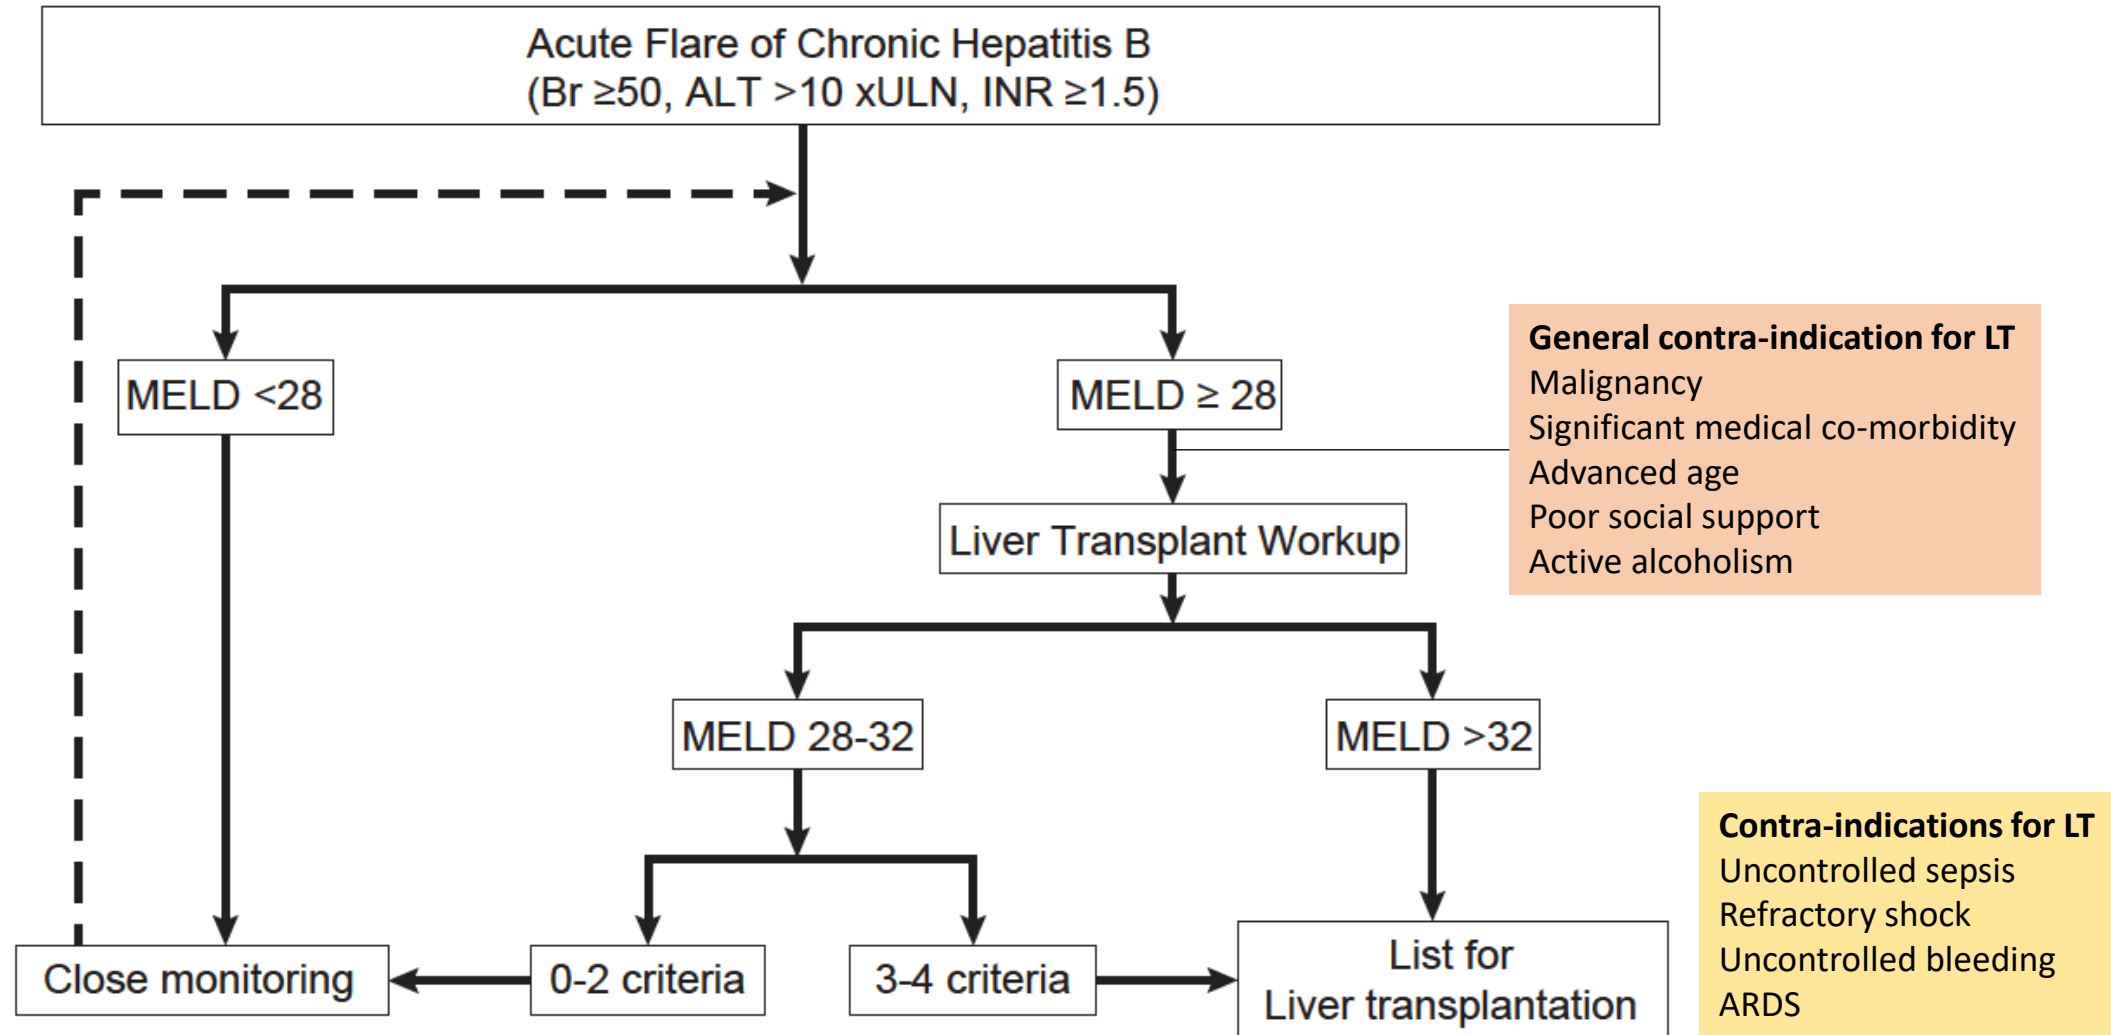 Acute Flare of Chronic Hepatitis B
(Br ≥50, ALT >10 xULN, INR ≥1.5)
MELD <28
MELD ≥ 28
General contra-indication for LT
Malignancy
Significant medical co-morbidity
Advanced age
Poor social support
Active alcoholism
Liver Transplant Workup
MELD 28-32
MELD >32
Contra-indications for LT
Uncontrolled sepsis
Refractory shock
Uncontrolled bleeding
ARDS
Close monitoring
0-2 criteria
3-4 criteria
List for
Liver transplantation